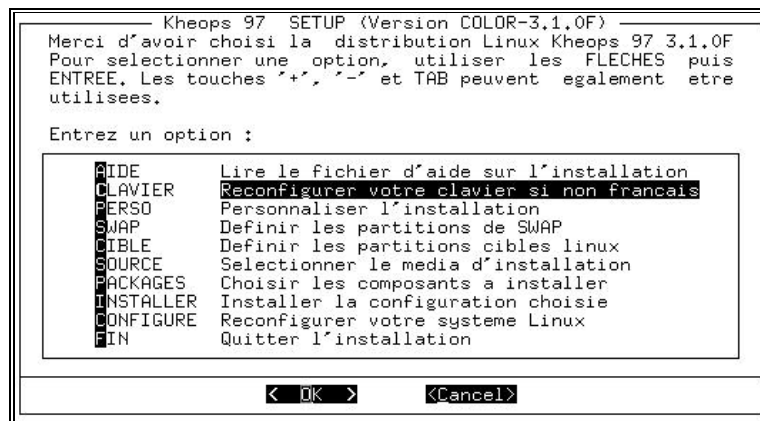 Kheops 97 SETUP (Version COLOR-3.1.0F)
Merci d'avoir choisi la distribution Linux Kheops 97 3.1.0F
Pour selectionner une option, utiliser les FLECHES puis
ENTREE. Les touches '+', '-' et TAB peuvent egalement etre
utilisees.
Entrez un option :
AIDE Lire le fichier d'aide sur l'installation
CLAVIER Reconfigurer votre clavier si non francais
PERSO Personnaliser l'installation
SWAP Definir les partitions de SWAP
CIBLE Definir les partitions cibles linux
SOURCE Selectionner le media d'installation
PACKAGES Choisir les composants a installer
INSTALLER Installer la configuration choisie
CONFIGURE Reconfigurer votre systeme Linux
FIN Quitter l'installation
< OK > <Cancel>